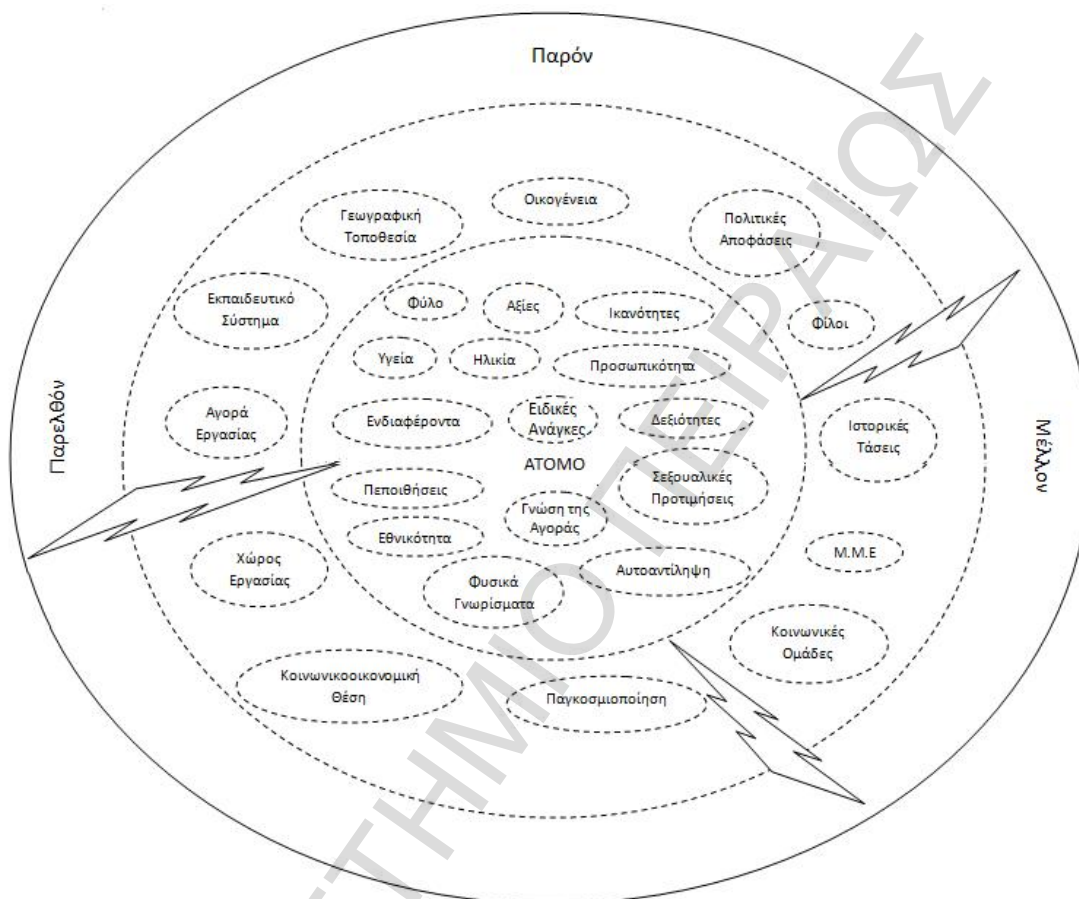 Παρόν
Οικογένεια
Γεωγραφική
Τοποθεσία
Πολιτικές
Αποφάσεις
Εκπαιδευτικό
Σύστημα
Φύλο
Αξίες
Ικανότητες
Φίλοι
Υγεία
Ηλικία
Προσωπικότητα
Παρελθόν
Αγορά
Εργασίας
Ενδιαφέροντα
Ειδικές
Ανάγκες
Δεξιότητες
Ιστορικές
Τάσεις
Μέλλον
ΑΤΟΜΟ
Πεποιθήσεις
Σεξουαλικές
Προτιμήσεις
Γνώση της
Αγοράς
Εθνικότητα
Χώρος
Εργασίας
Μ.Μ.Ε
Φυσικά
Γνωρίσματα
Αυτοαντίληψη
Κοινωνικές
Ομάδες
Κοινωνικοοικονομική
Θέση
Παγκοσμιοποίηση
ΣΤΗΜΙΟ ΠΕΙΡΑΙΩΣ